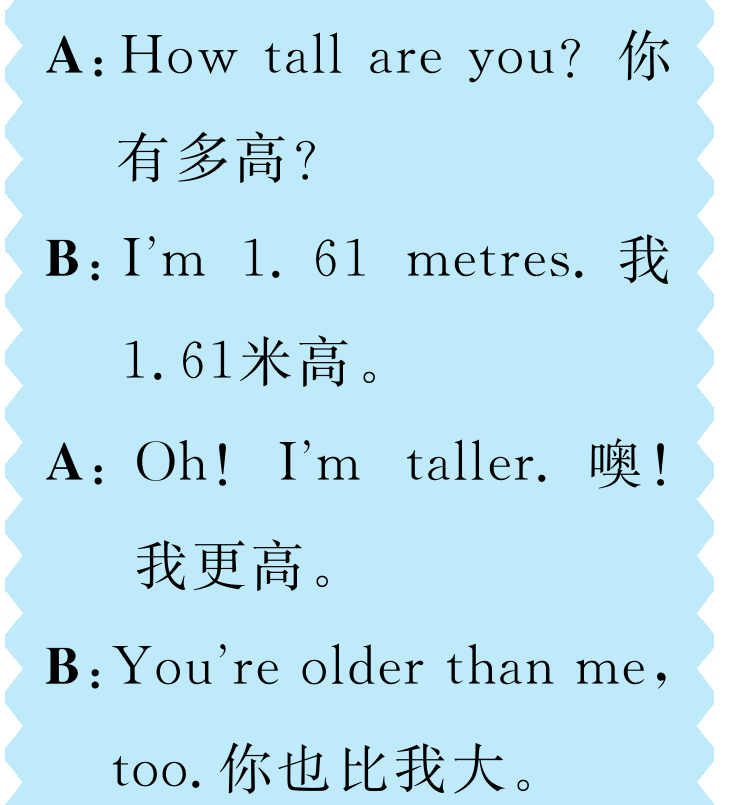 A:How tall are you? 你
有多高?
B:I'm 1. 61 metres. 我
1. 61米高。
A: Oh! I'm taller. 噢!
我更高。
B:You're older than me,
too. 你也比我大。